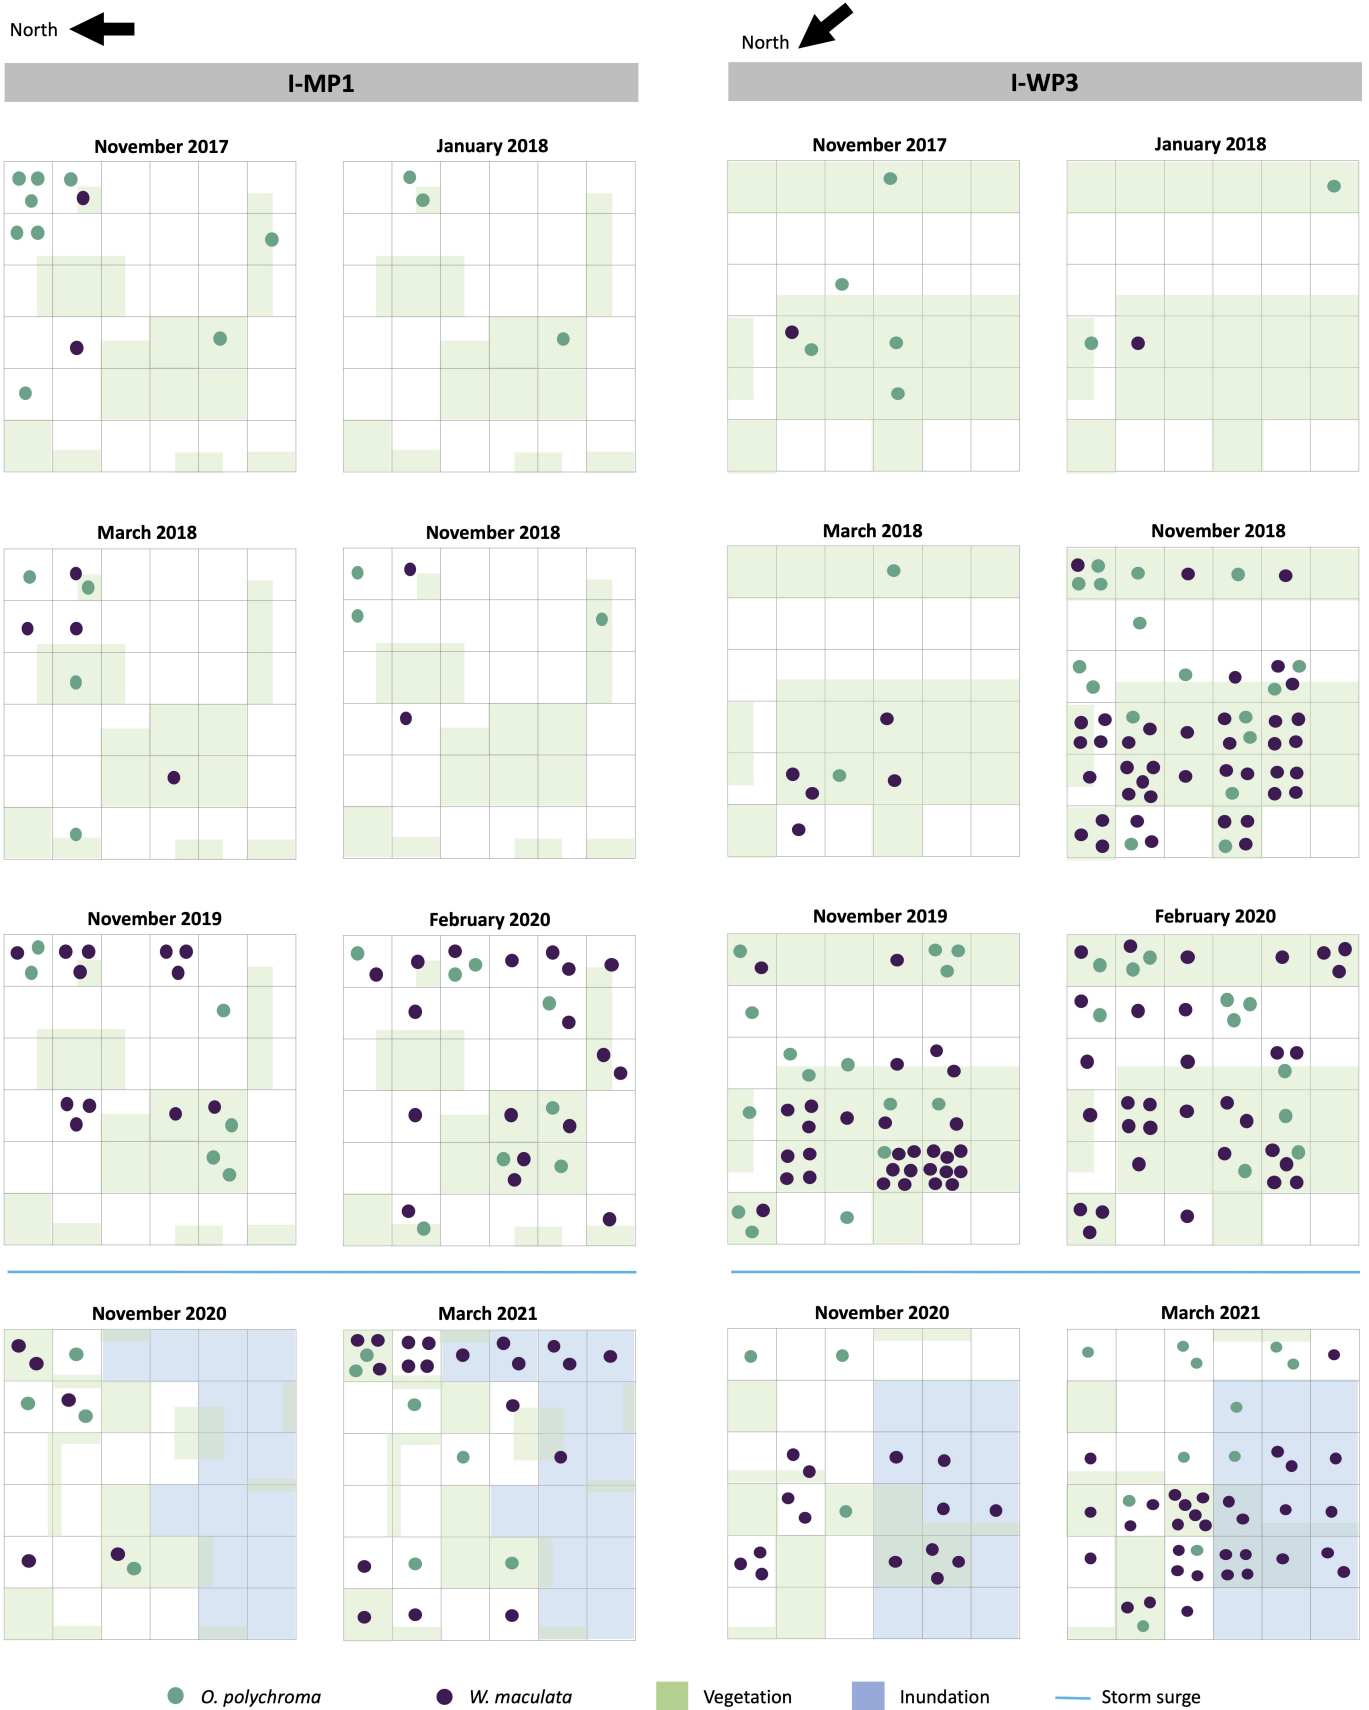 North
North
I-MP1
I-WP3
November 2017
January 2018
November 2017
January 2018
March 2018
November 2018
March 2018
November 2018
November 2019
February 2020
November 2019
February 2020
November 2020
March 2021
November 2020
March 2021
O. polychroma
W. maculata
Vegetation
Inundation
Storm surge